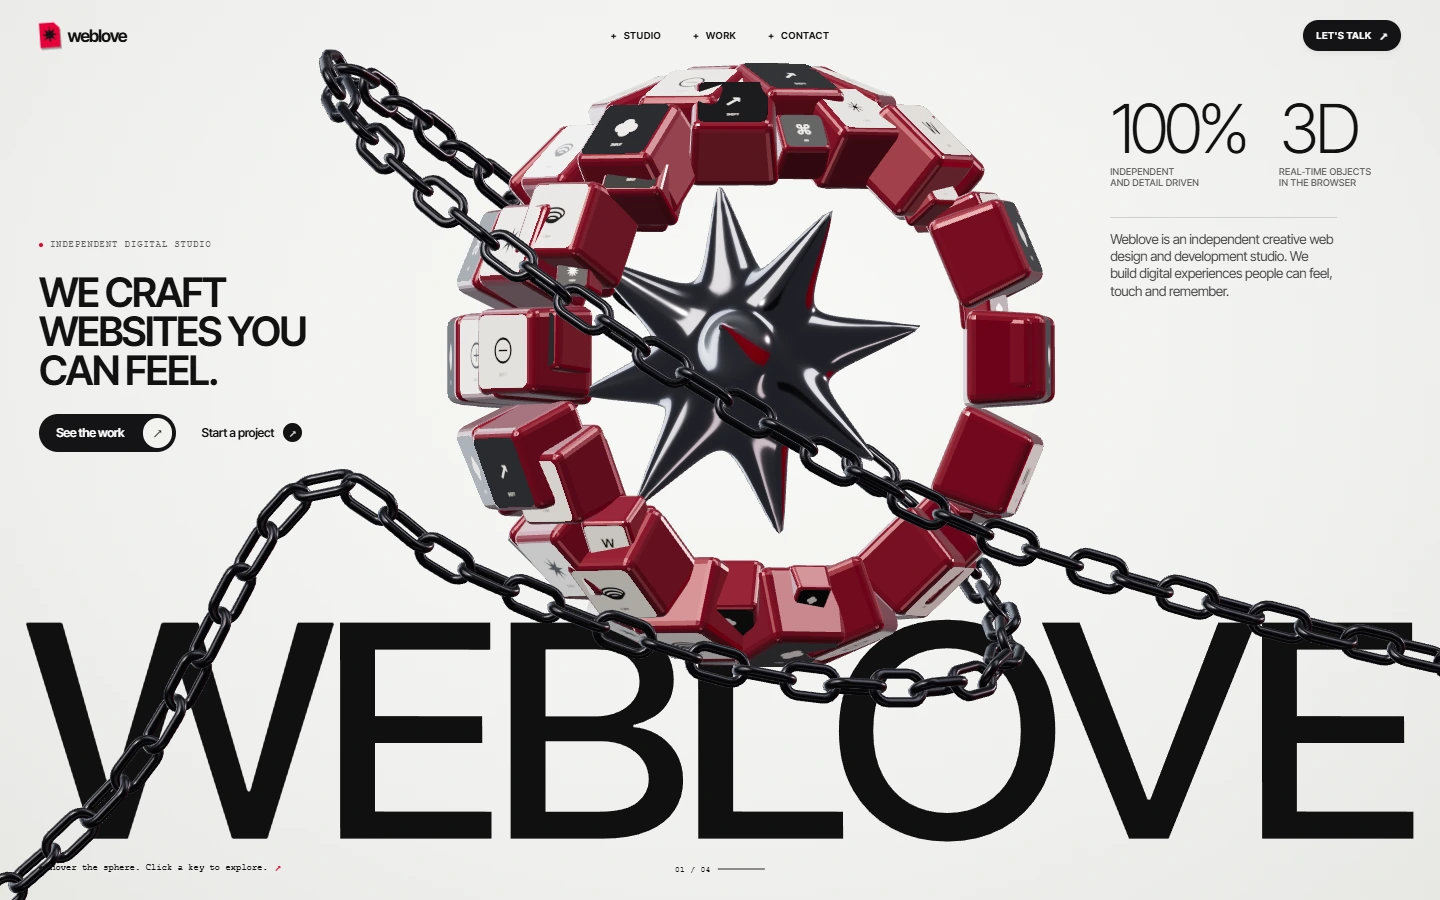 weblove
+ STUDIO
+ WORK
+ CONTACT
LET'S TALK ↗
100%
INDEPENDENT
AND DETAIL DRIVEN
3D
REAL-TIME OBJECTS
IN THE BROWSER
Weblove is an independent creative web
design and development studio. We
build digital experiences people can feel,
touch and remember.
INDEPENDENT DIGITAL STUDIO
WE CRAFT
WEBSITES YOU
CAN FEEL.
See the work ↗
Start a project ↗
W
WEBLOVE
hover the sphere. Click a key to explore. ↗
01 / 04